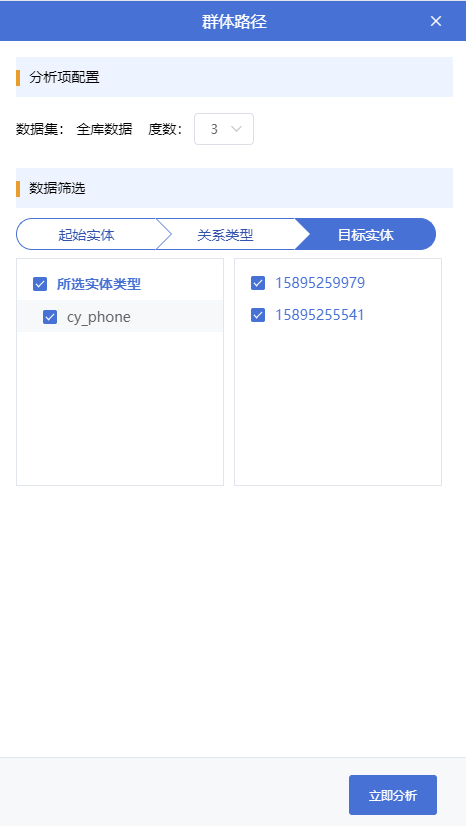 群体路径
分析项配置
数据集： 全库数据 度数： 3
数据筛选
起始实体 关系类型 目标实体
所选实体类型
cy_phone
15895259979
15895255541
立即分析